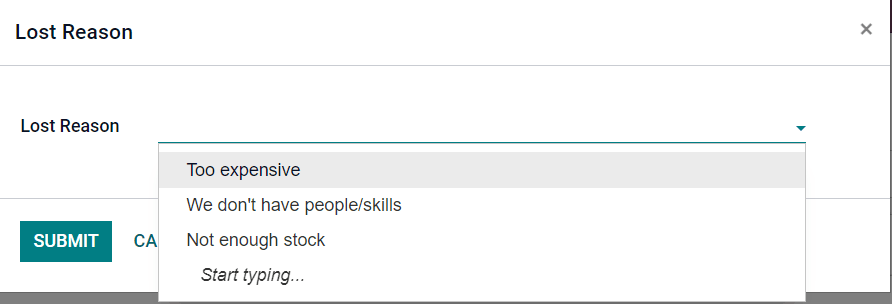 Lost Reason
×
Lost Reason
Too expensive
We don't have people/skills
Not enough stock
Start typing...
SUBMIT CA